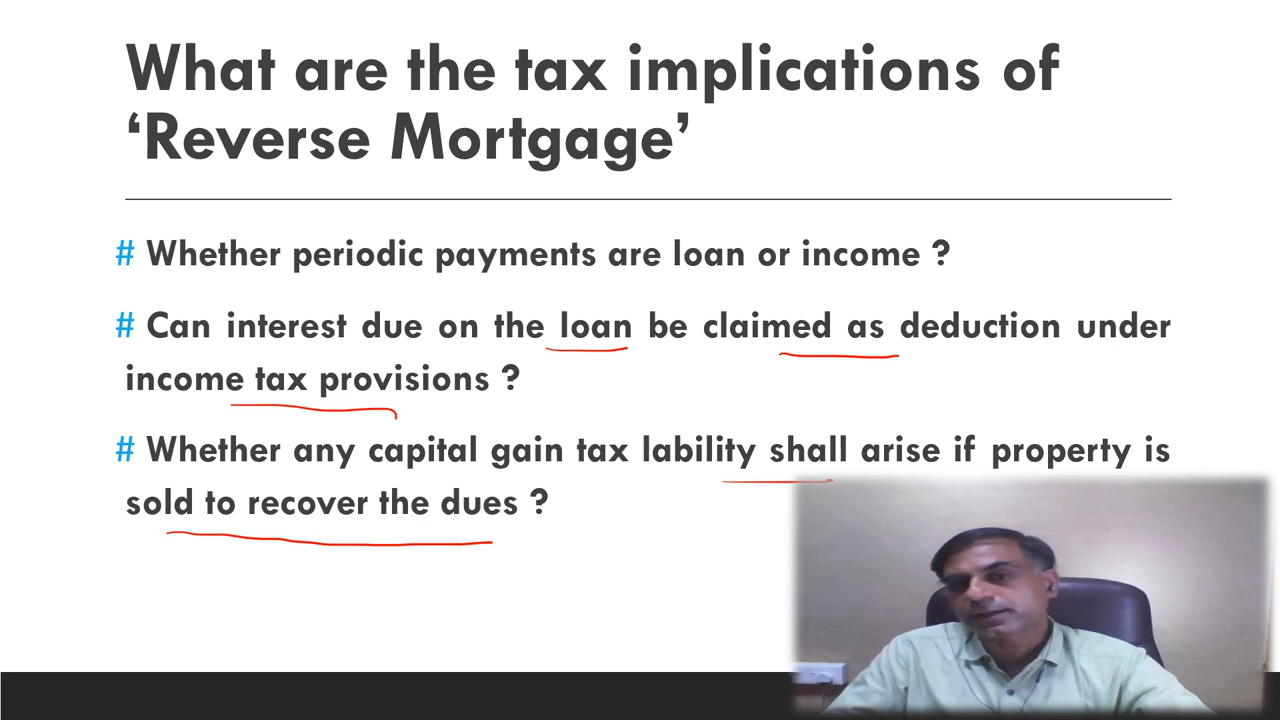 What are the tax implications of
‘Reverse Mortgage’
# Whether periodic payments are loan or income ?
# Can interest due on the loan be claimed as deduction under
income tax provisions ?
# Whether any capital gain tax lability shall arise if property is
sold to recover the dues ?